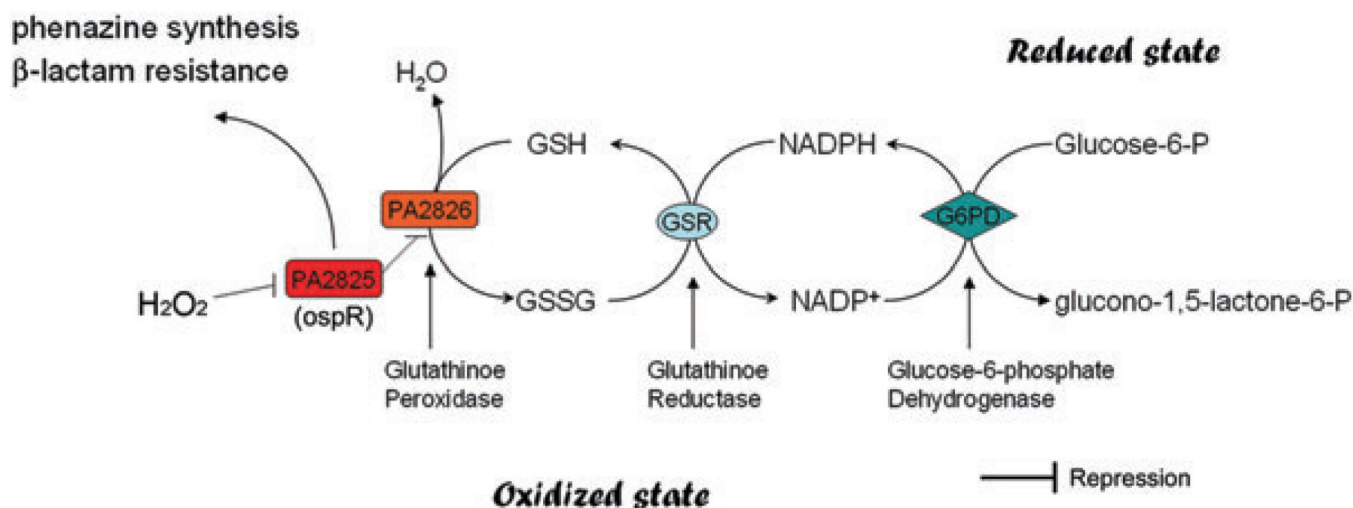 phenazine synthesis
β-lactam resistance
Reduced state
H₂O
GSH
NADPH
Glucose-6-P
PA2826
GSR
G6PD
PA2825
(ospR)
H₂O₂
GSSG
NADP⁺
glucono-1,5-lactone-6-P
Glutathinoe
Peroxidase
Glutathinoe
Reductase
Glucose-6-phosphate
Dehydrogenase
Repression
Oxidized state